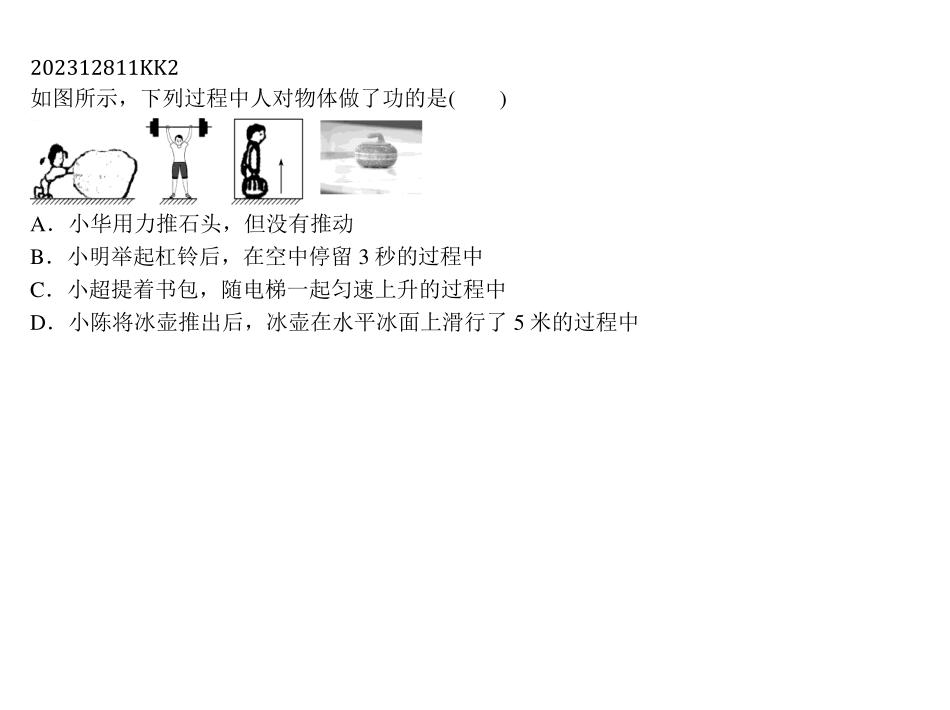 202312811KK2
如图所示，下列过程中人对物体做了功的是(　　)
A．小华用力推石头，但没有推动
B．小明举起杠铃后，在空中停留 3 秒的过程中
C．小超提着书包，随电梯一起匀速上升的过程中
D．小陈将冰壶推出后，冰壶在水平冰面上滑行了 5 米的过程中